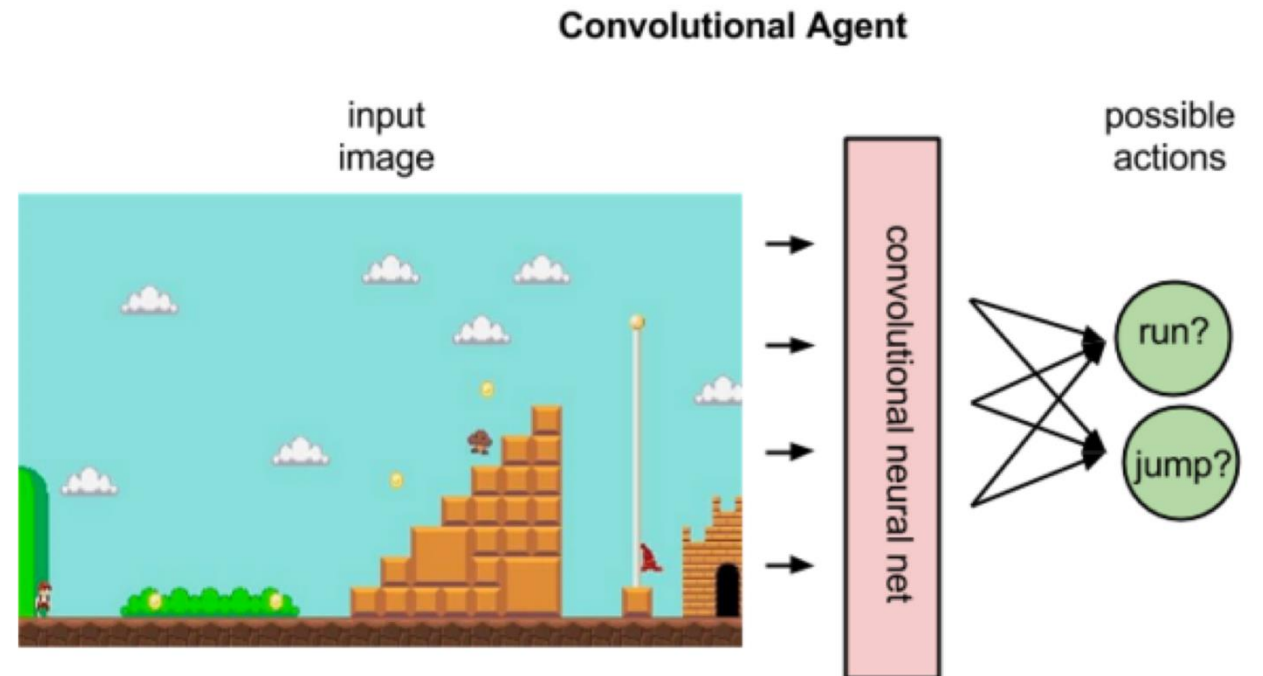 Convolutional Agent
input
image
possible
actions
convolutional neural net
run?
jump?